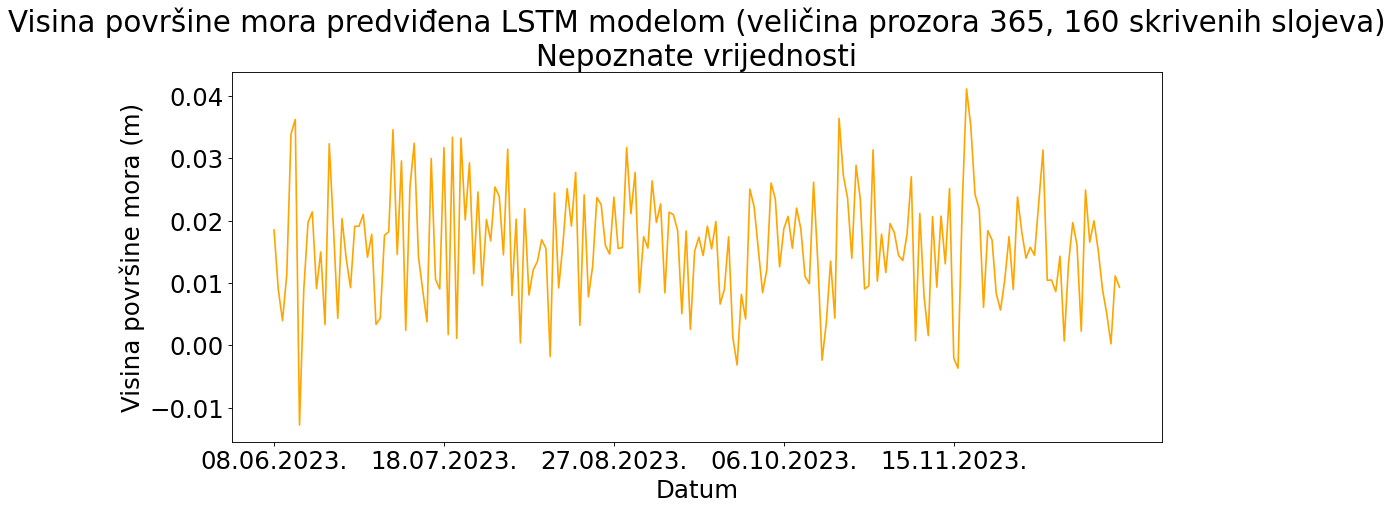 Visina površine mora predviđena LSTM modelom (veličina prozora 365, 160 skrivenih slojeva)
Nepoznate vrijednosti
Visina površine mora (m)
0.04
0.03
0.02
0.01
0.00
−0.01
08.06.2023. 18.07.2023. 27.08.2023. 06.10.2023. 15.11.2023.
Datum